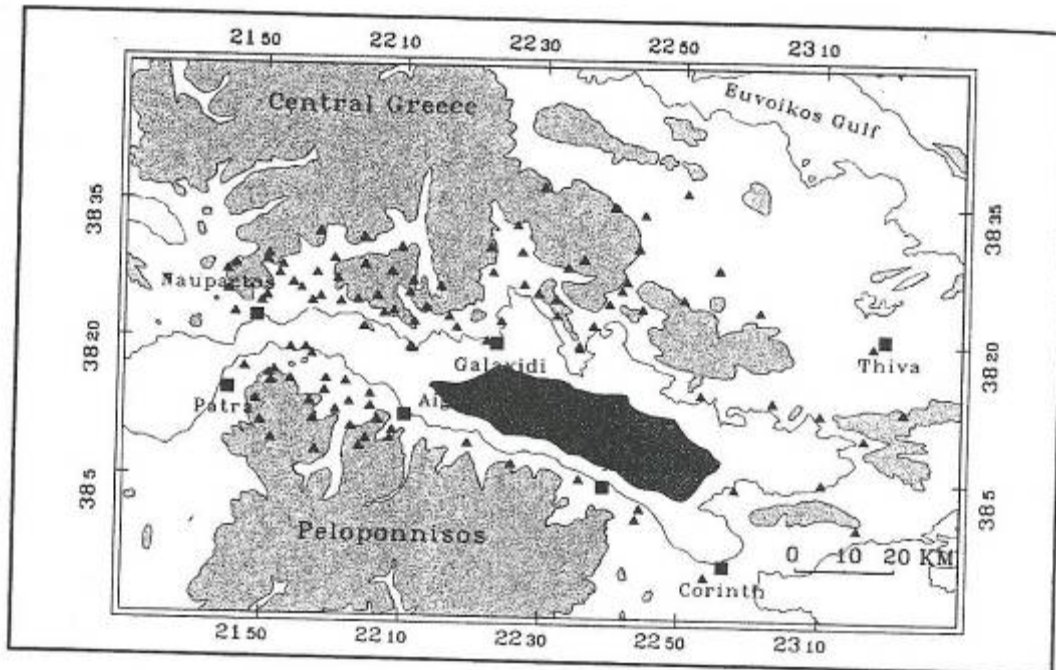 21 50 22 10 22 30 22 50 23 10
Central Greece
Euvoikos Gulf
38 35 38 35
Naupactos
38 20 38 20
Galaxidi
Thiva
Patra
38 5 38 5
Peloponnisos
0 10 20 KM
Corinth
21 50 22 10 22 30 22 50 23 10